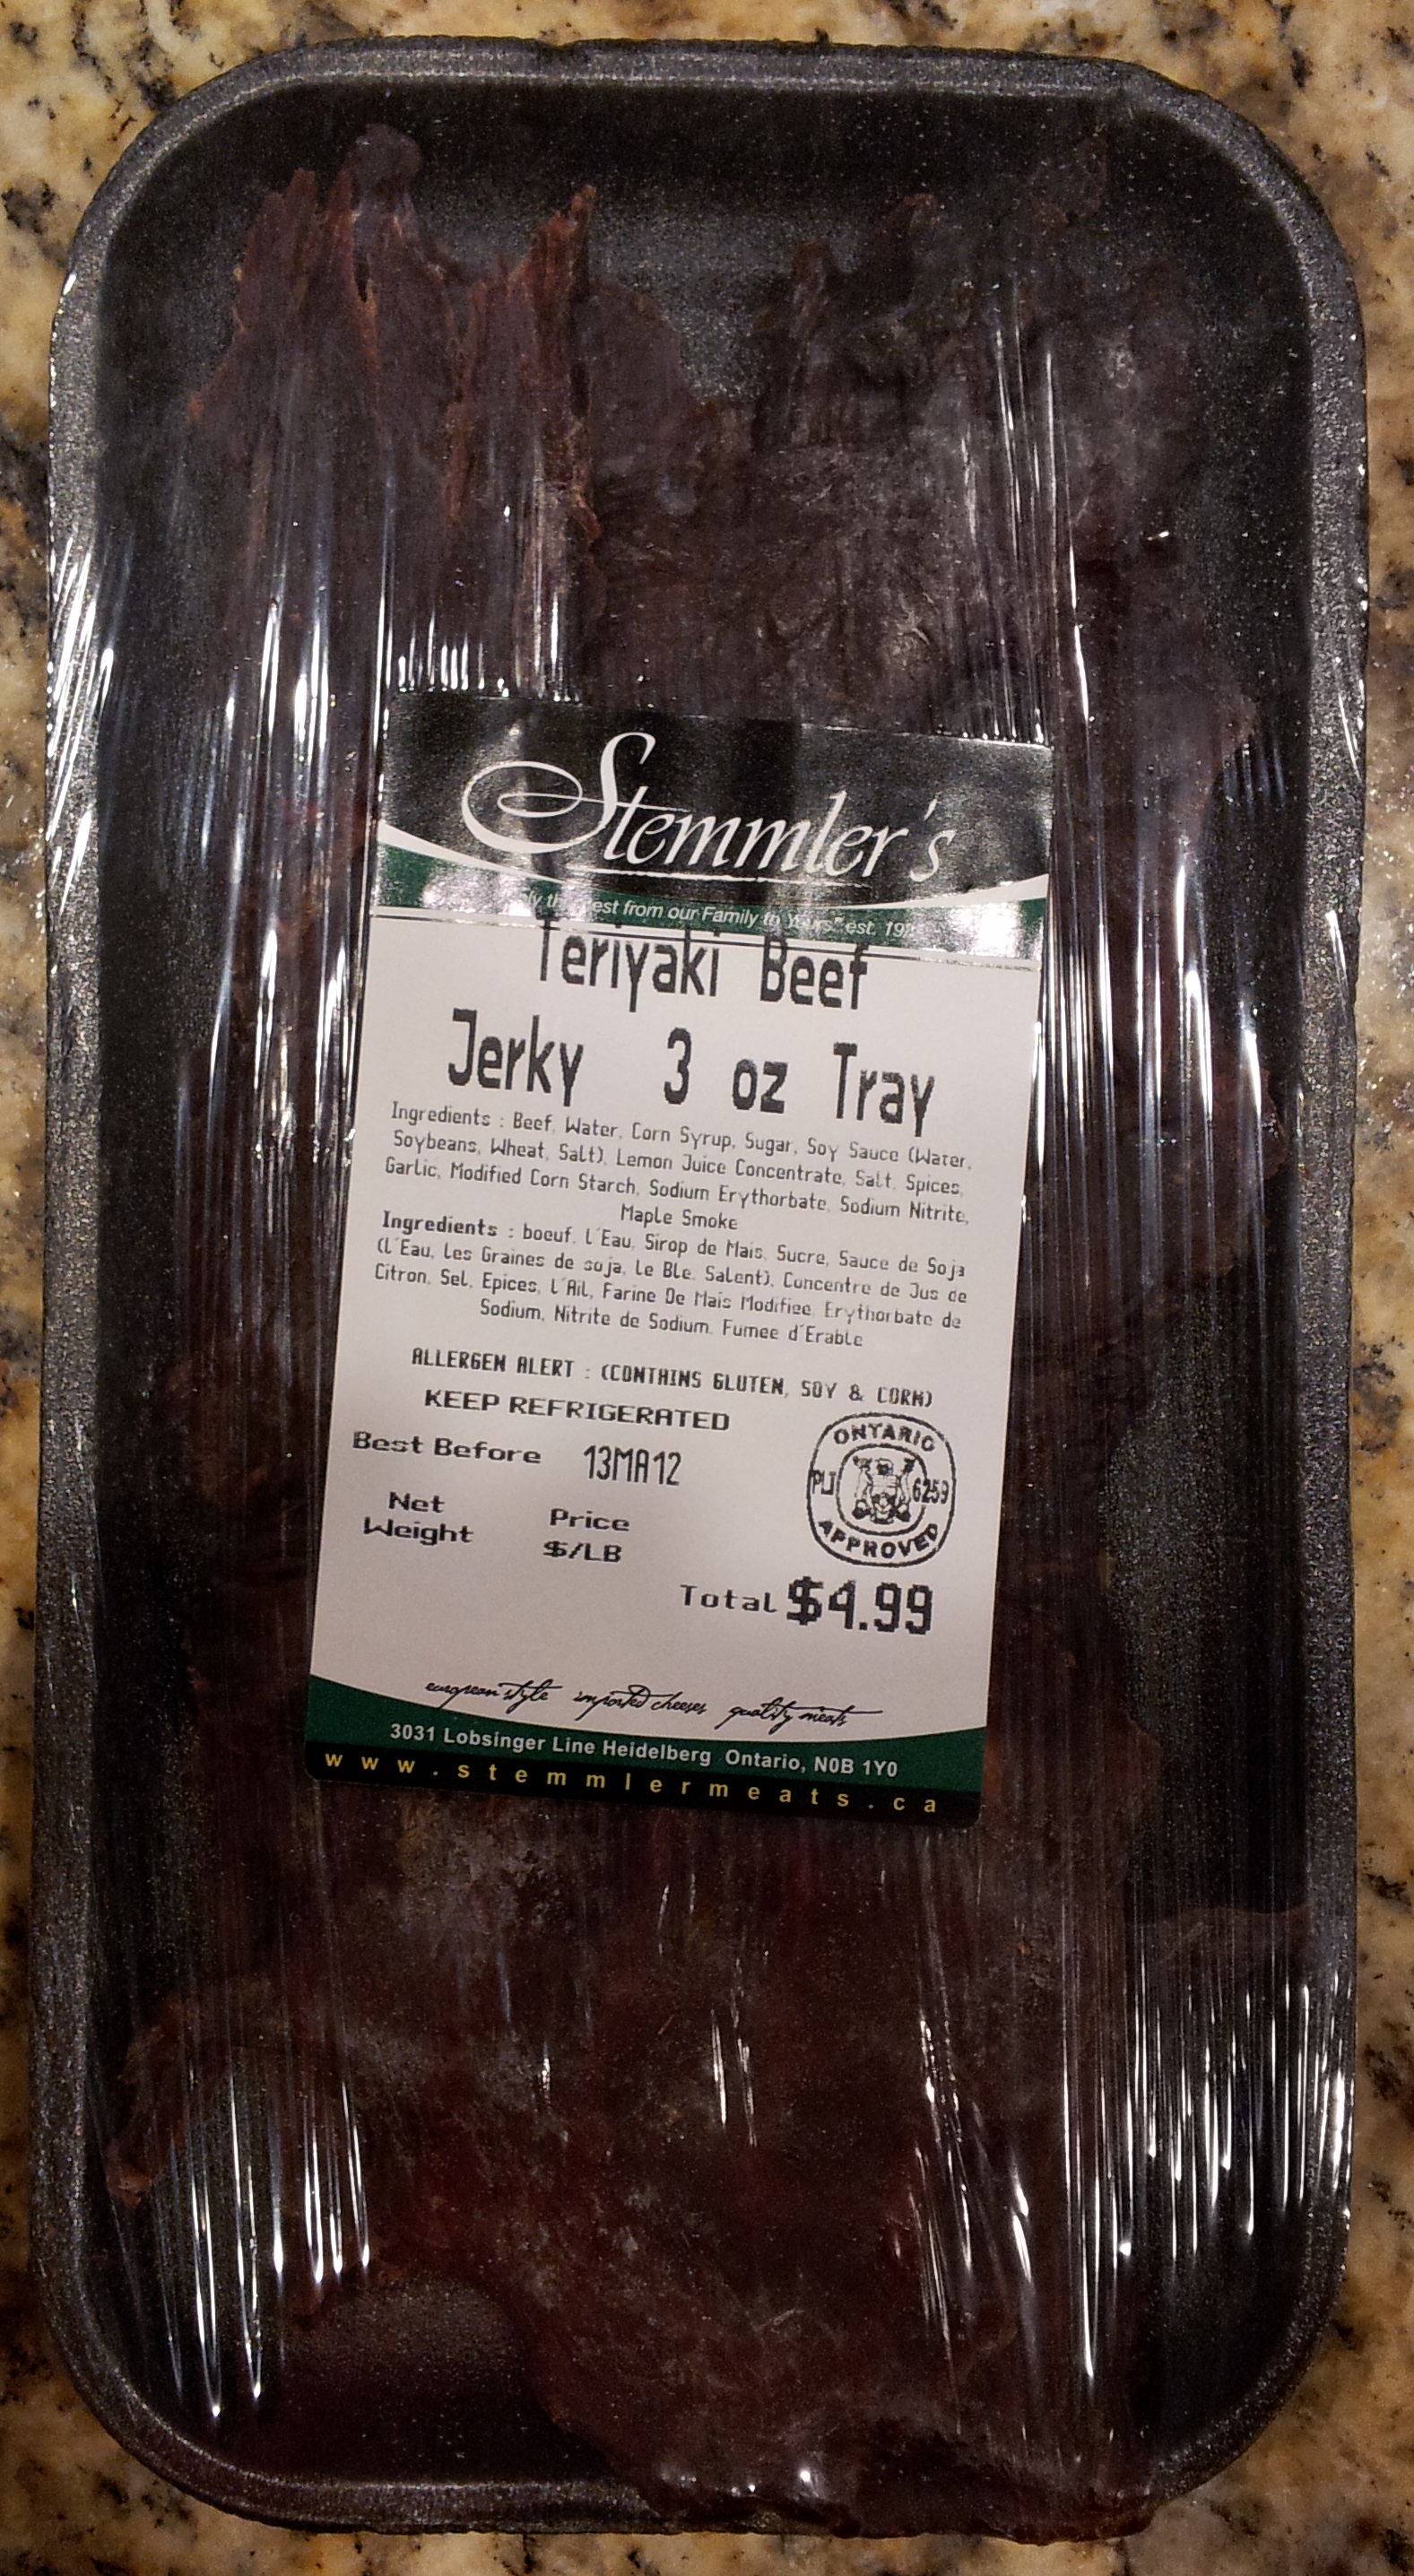 Stemmler's
est from our Family to Yours" est.
Teriyaki Beef
Jerky 3 oz Tray
Ingredients : Beef, Water, Corn Syrup, Sugar, Soy Sauce (Water,
Soybeans, Wheat, Salt), Lemon Juice Concentrate, Salt, Spices,
Garlic, Modified Corn Starch, Sodium Erythorbate, Sodium Nitrite,
Maple Smoke
Ingredients : boeuf, L'Eau, Sirop de Mais, Sucre, Sauce de Soja
(L'Eau, Les Graines de soja, Le Ble, Salent), Concentre de Jus de
Citron, Sel, Epices, L'Ail, Farine De Mais Modifiee, Erythorbate de
Sodium, Nitrite de Sodium, Fumee d'Erable
ALLERGEN ALERT : (CONTAINS GLUTEN, SOY & CORN)
KEEP REFRIGERATED
Best Before 13MA12
ONTARIO
PLT 6259
APPROVED
Net Weight
Price $/LB
Total $4.99
european style imported cheeses quality meats
3031 Lobsinger Line Heidelberg Ontario, N0B 1Y0
www.stemmlermeats.ca